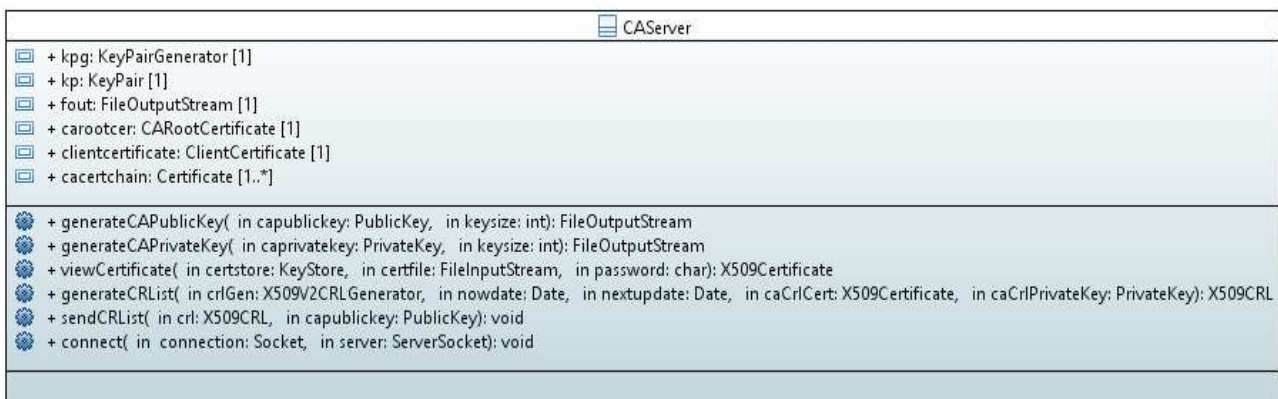 CAServer
+ kpg: KeyPairGenerator [1]
+ kp: KeyPair [1]
+ fout: FileOutputStream [1]
+ carootcer: CARootCertificate [1]
+ clientcertificate: ClientCertificate [1]
+ cacertchain: Certificate [1..*]
+ generateCAPublicKey( in capublickey: PublicKey, in keysize: int): FileOutputStream
+ generateCAPrivateKey( in caprivatekey: PrivateKey, in keysize: int): FileOutputStream
+ viewCertificate( in certstore: KeyStore, in certfile: FileInputStream, in password: char): X509Certificate
+ generateCRList( in crlGen: X509V2CRLGenerator, in nowdate: Date, in nextupdate: Date, in caCrlCert: X509Certificate, in caCrlPrivateKey: PrivateKey): X509CRL
+ sendCRList( in crl: X509CRL, in capublickey: PublicKey): void
+ connect( in connection: Socket, in server: ServerSocket): void